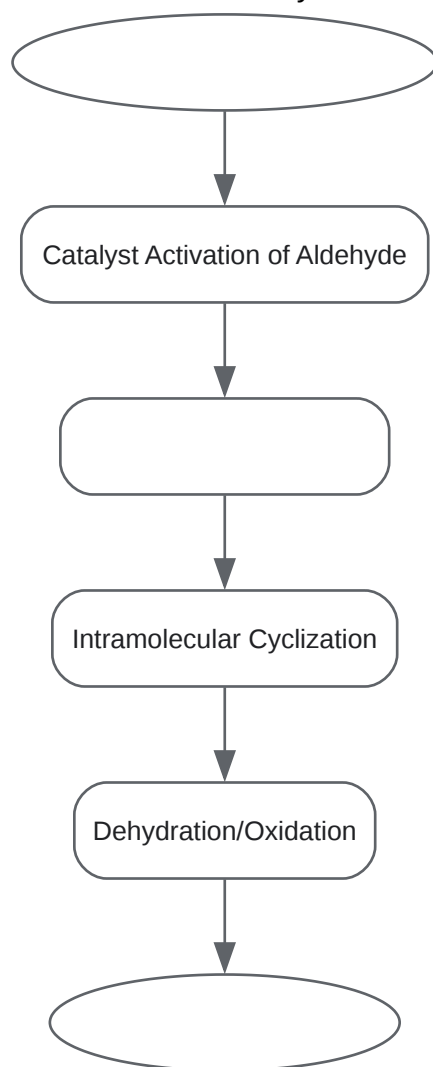 Catalyst Activation of Aldehyde
Intramolecular Cyclization
Dehydration/Oxidation